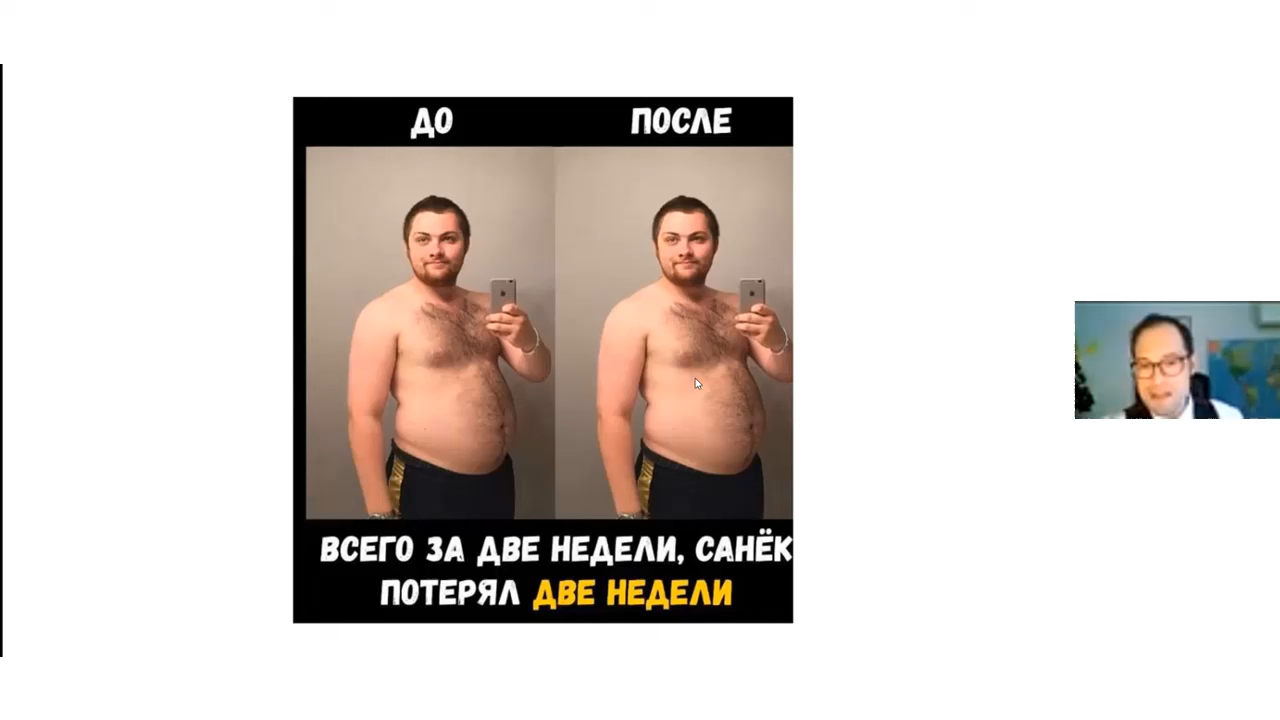 ДО
ПОСЛЕ
ВСЕГО ЗА ДВЕ НЕДЕЛИ, САНЁК
ПОТЕРЯЛ ДВЕ НЕДЕЛИ